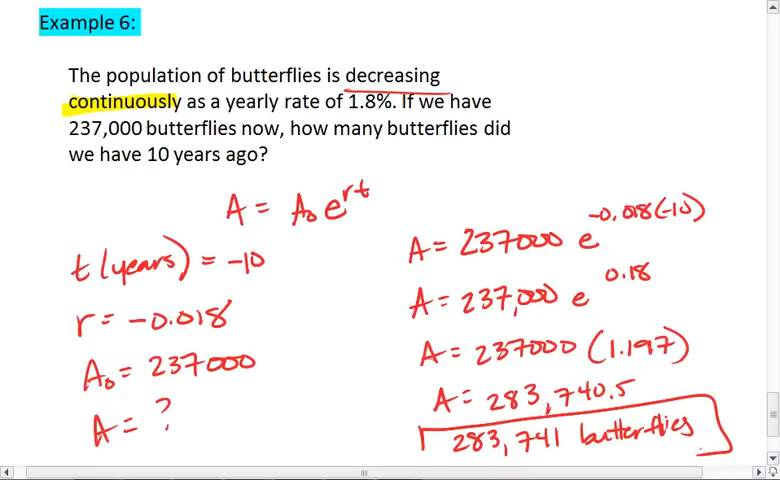 Example 6:
The population of butterflies is decreasing
continuously as a yearly rate of 1.8%. If we have
237,000 butterflies now, how many butterflies did
we have 10 years ago?
A = A₀ e^rt
t (years) = -10
r = -0.018
A₀ = 237000
A = ?
A = 237000 e^-0.018(-10)
A = 237,000 e^0.18
A = 237000 (1.197)
A = 283,740.5
283,741 butterflies